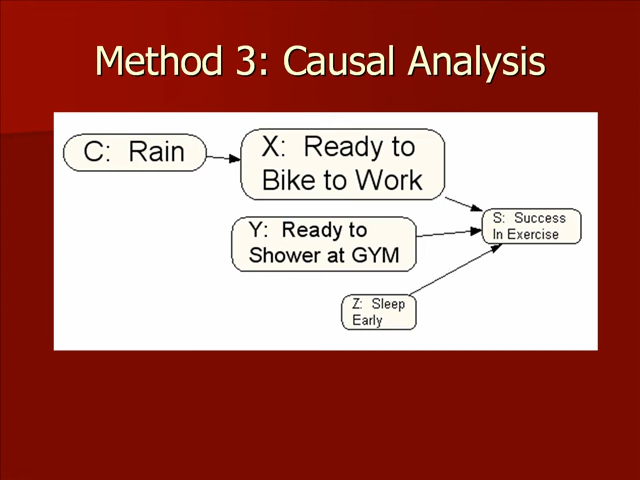 Method 3: Causal Analysis
C: Rain
X: Ready to
Bike to Work
Y: Ready to
Shower at GYM
S: Success
In Exercise
Z: Sleep
Early